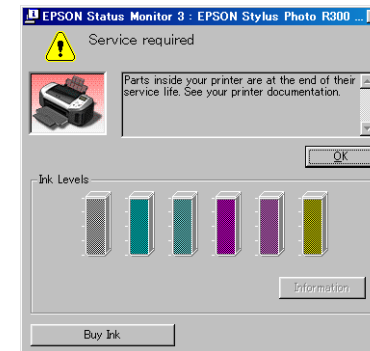 EPSON Status Monitor 3 : EPSON Stylus Photo R300 ...
Service required
Parts inside your printer are at the end of their
service life. See your printer documentation.
OK
Ink Levels
Information
Buy Ink